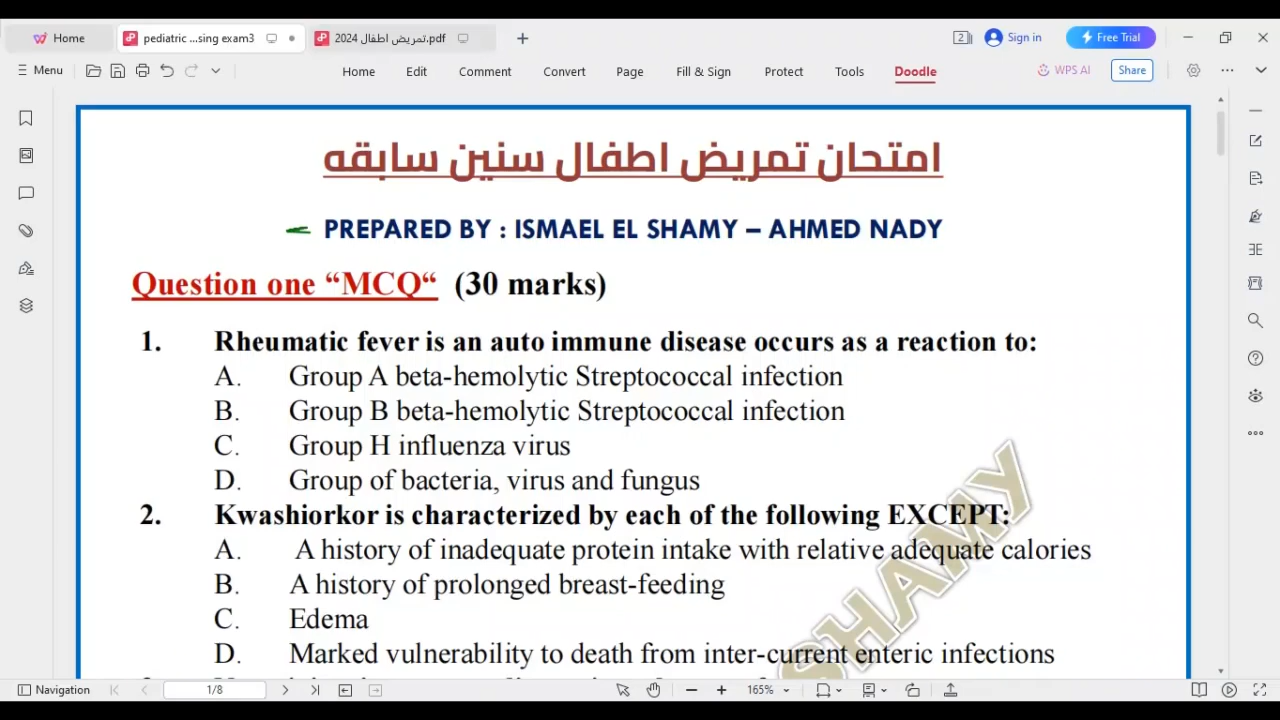 Home
pediatric ...sing exam3
تمريض اطفال 2024.pdf
2
Sign in
Free Trial
Menu
Home
Edit
Comment
Convert
Page
Fill & Sign
Protect
Tools
Doodle
WPS AI
Share
امتحان تمريض اطفال سنين سابقه
PREPARED BY : ISMAEL EL SHAMY – AHMED NADY
Question one “MCQ“ (30 marks)
1. Rheumatic fever is an auto immune disease occurs as a reaction to:
A. Group A beta-hemolytic Streptococcal infection
B. Group B beta-hemolytic Streptococcal infection
C. Group H influenza virus
D. Group of bacteria, virus and fungus
2. Kwashiorkor is characterized by each of the following EXCEPT:
A. A history of inadequate protein intake with relative adequate calories
B. A history of prolonged breast-feeding
C. Edema
D. Marked vulnerability to death from inter-current enteric infections
SHAMY
Navigation
1/8
165%